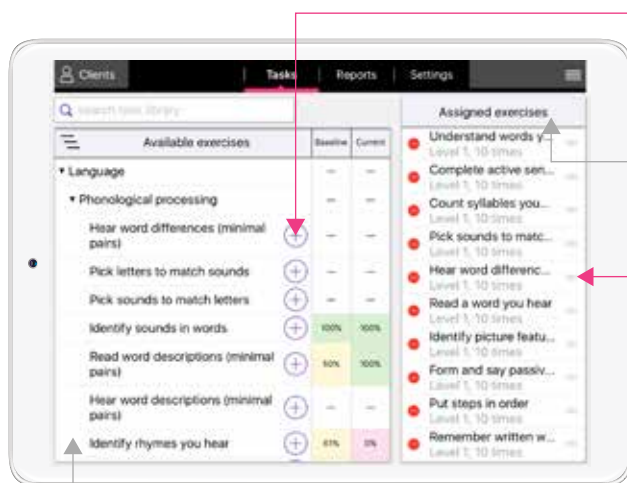 Clients
Tasks
Reports
Settings
Search task library
Available exercises
Baseline
Current
Language
Phonological processing
Hear word differences (minimal
pairs)
Pick letters to match sounds
Pick sounds to match letters
Identify sounds in words
100%
100%
Read word descriptions (minimal
pairs)
50%
100%
Hear word descriptions (minimal
pairs)
Identify rhymes you hear
0%
Assigned exercises
Understand words y...
Level 1, 10 times
Complete active sen...
Level 1, 10 times
Count syllables you...
Level 1, 10 times
Pick sounds to matc...
Level 1, 10 times
Hear word differenc...
Level 1, 10 times
Read a word you hear
Level 1, 10 times
Identify picture featu...
Level 1, 10 times
Form and say passiv...
Level 1, 10 times
Put steps in order
Level 1, 10 times
Remember written w...
Level 1, 10 times